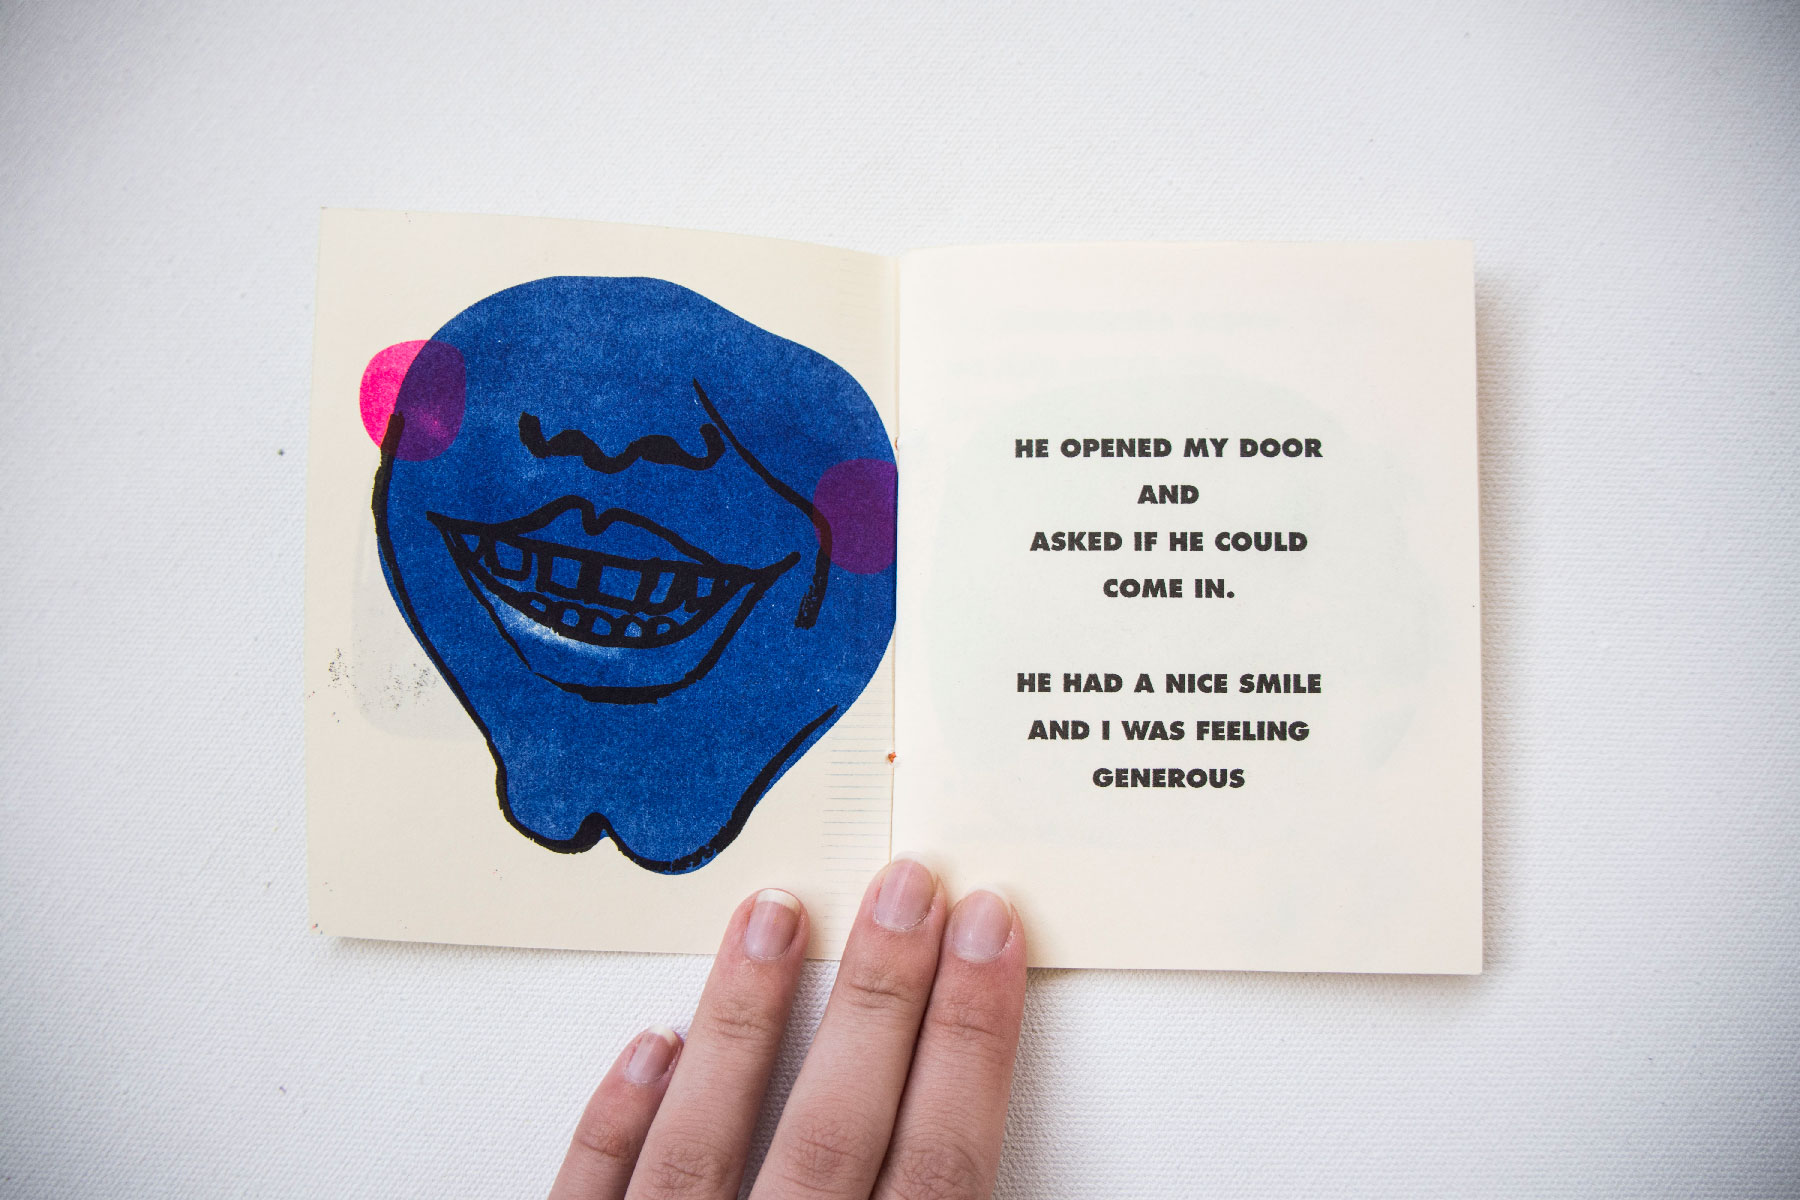 HE OPENED MY DOOR
AND
ASKED IF HE COULD
COME IN.
HE HAD A NICE SMILE
AND I WAS FEELING
GENEROUS